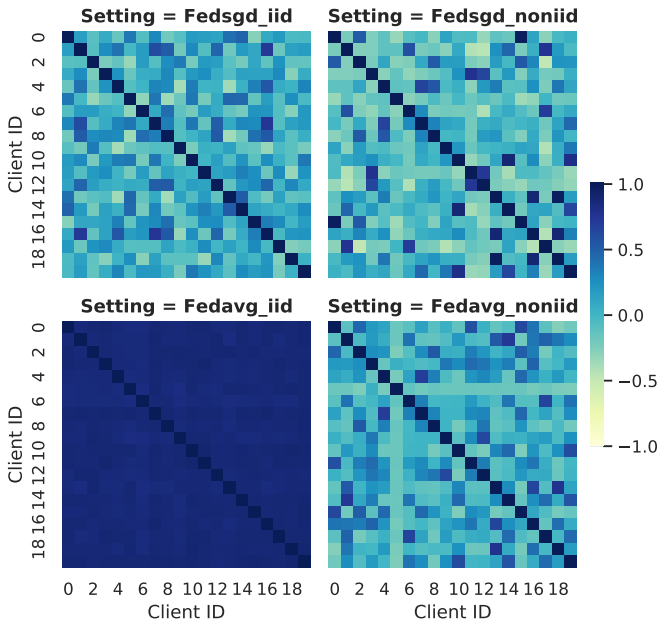 Setting = Fedsgd_iid
Setting = Fedsgd_noniid
0
2
4
6
8
10
12
14
16
18
Client ID
1.0
0.5
0.0
−0.5
−1.0
Setting = Fedavg_iid
Setting = Fedavg_noniid
0
2
4
6
8
10
12
14
16
18
Client ID
0 2 4 6 8 10 12 14 16 18
0 2 4 6 8 10 12 14 16 18
Client ID
Client ID